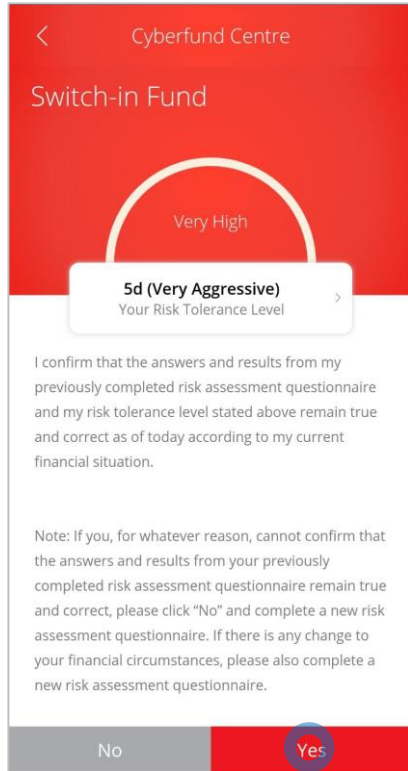 Cyberfund Centre
Switch-in Fund
Very High
5d (Very Aggressive)
Your Risk Tolerance Level
I confirm that the answers and results from my
previously completed risk assessment questionnaire
and my risk tolerance level stated above remain true
and correct as of today according to my current
financial situation.
Note: If you, for whatever reason, cannot confirm that
the answers and results from your previously
completed risk assessment questionnaire remain true
and correct, please click “No” and complete a new risk
assessment questionnaire. If there is any change to
your financial circumstances, please also complete a
new risk assessment questionnaire.
No Yes